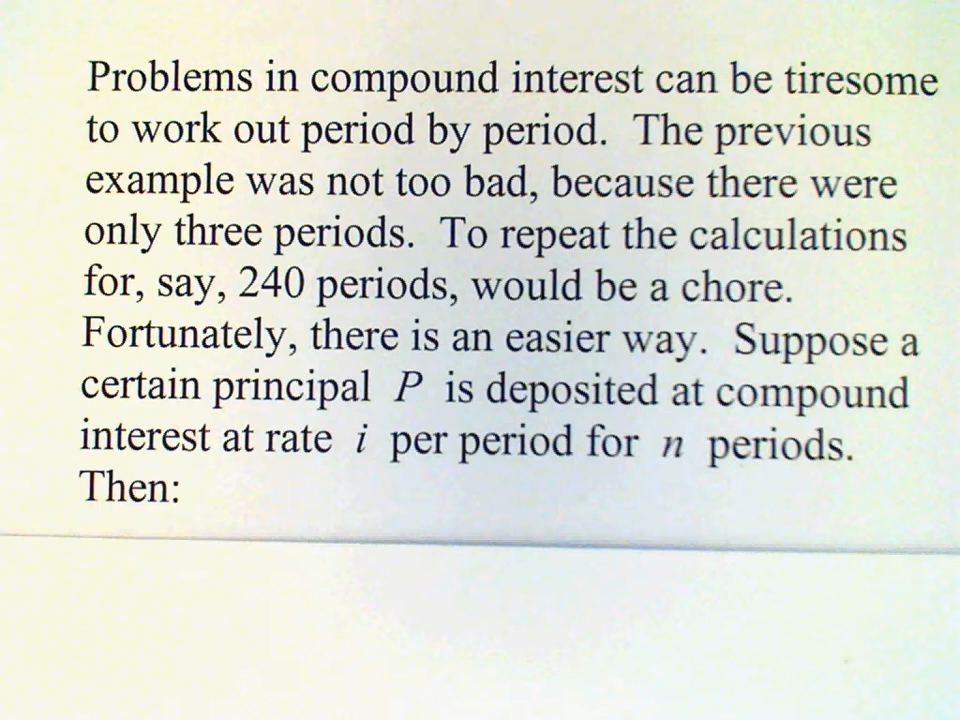 Problems in compound interest can be tiresome
to work out period by period. The previous
example was not too bad, because there were
only three periods. To repeat the calculations
for, say, 240 periods, would be a chore.
Fortunately, there is an easier way. Suppose a
certain principal P is deposited at compound
interest at rate i per period for n periods.
Then: